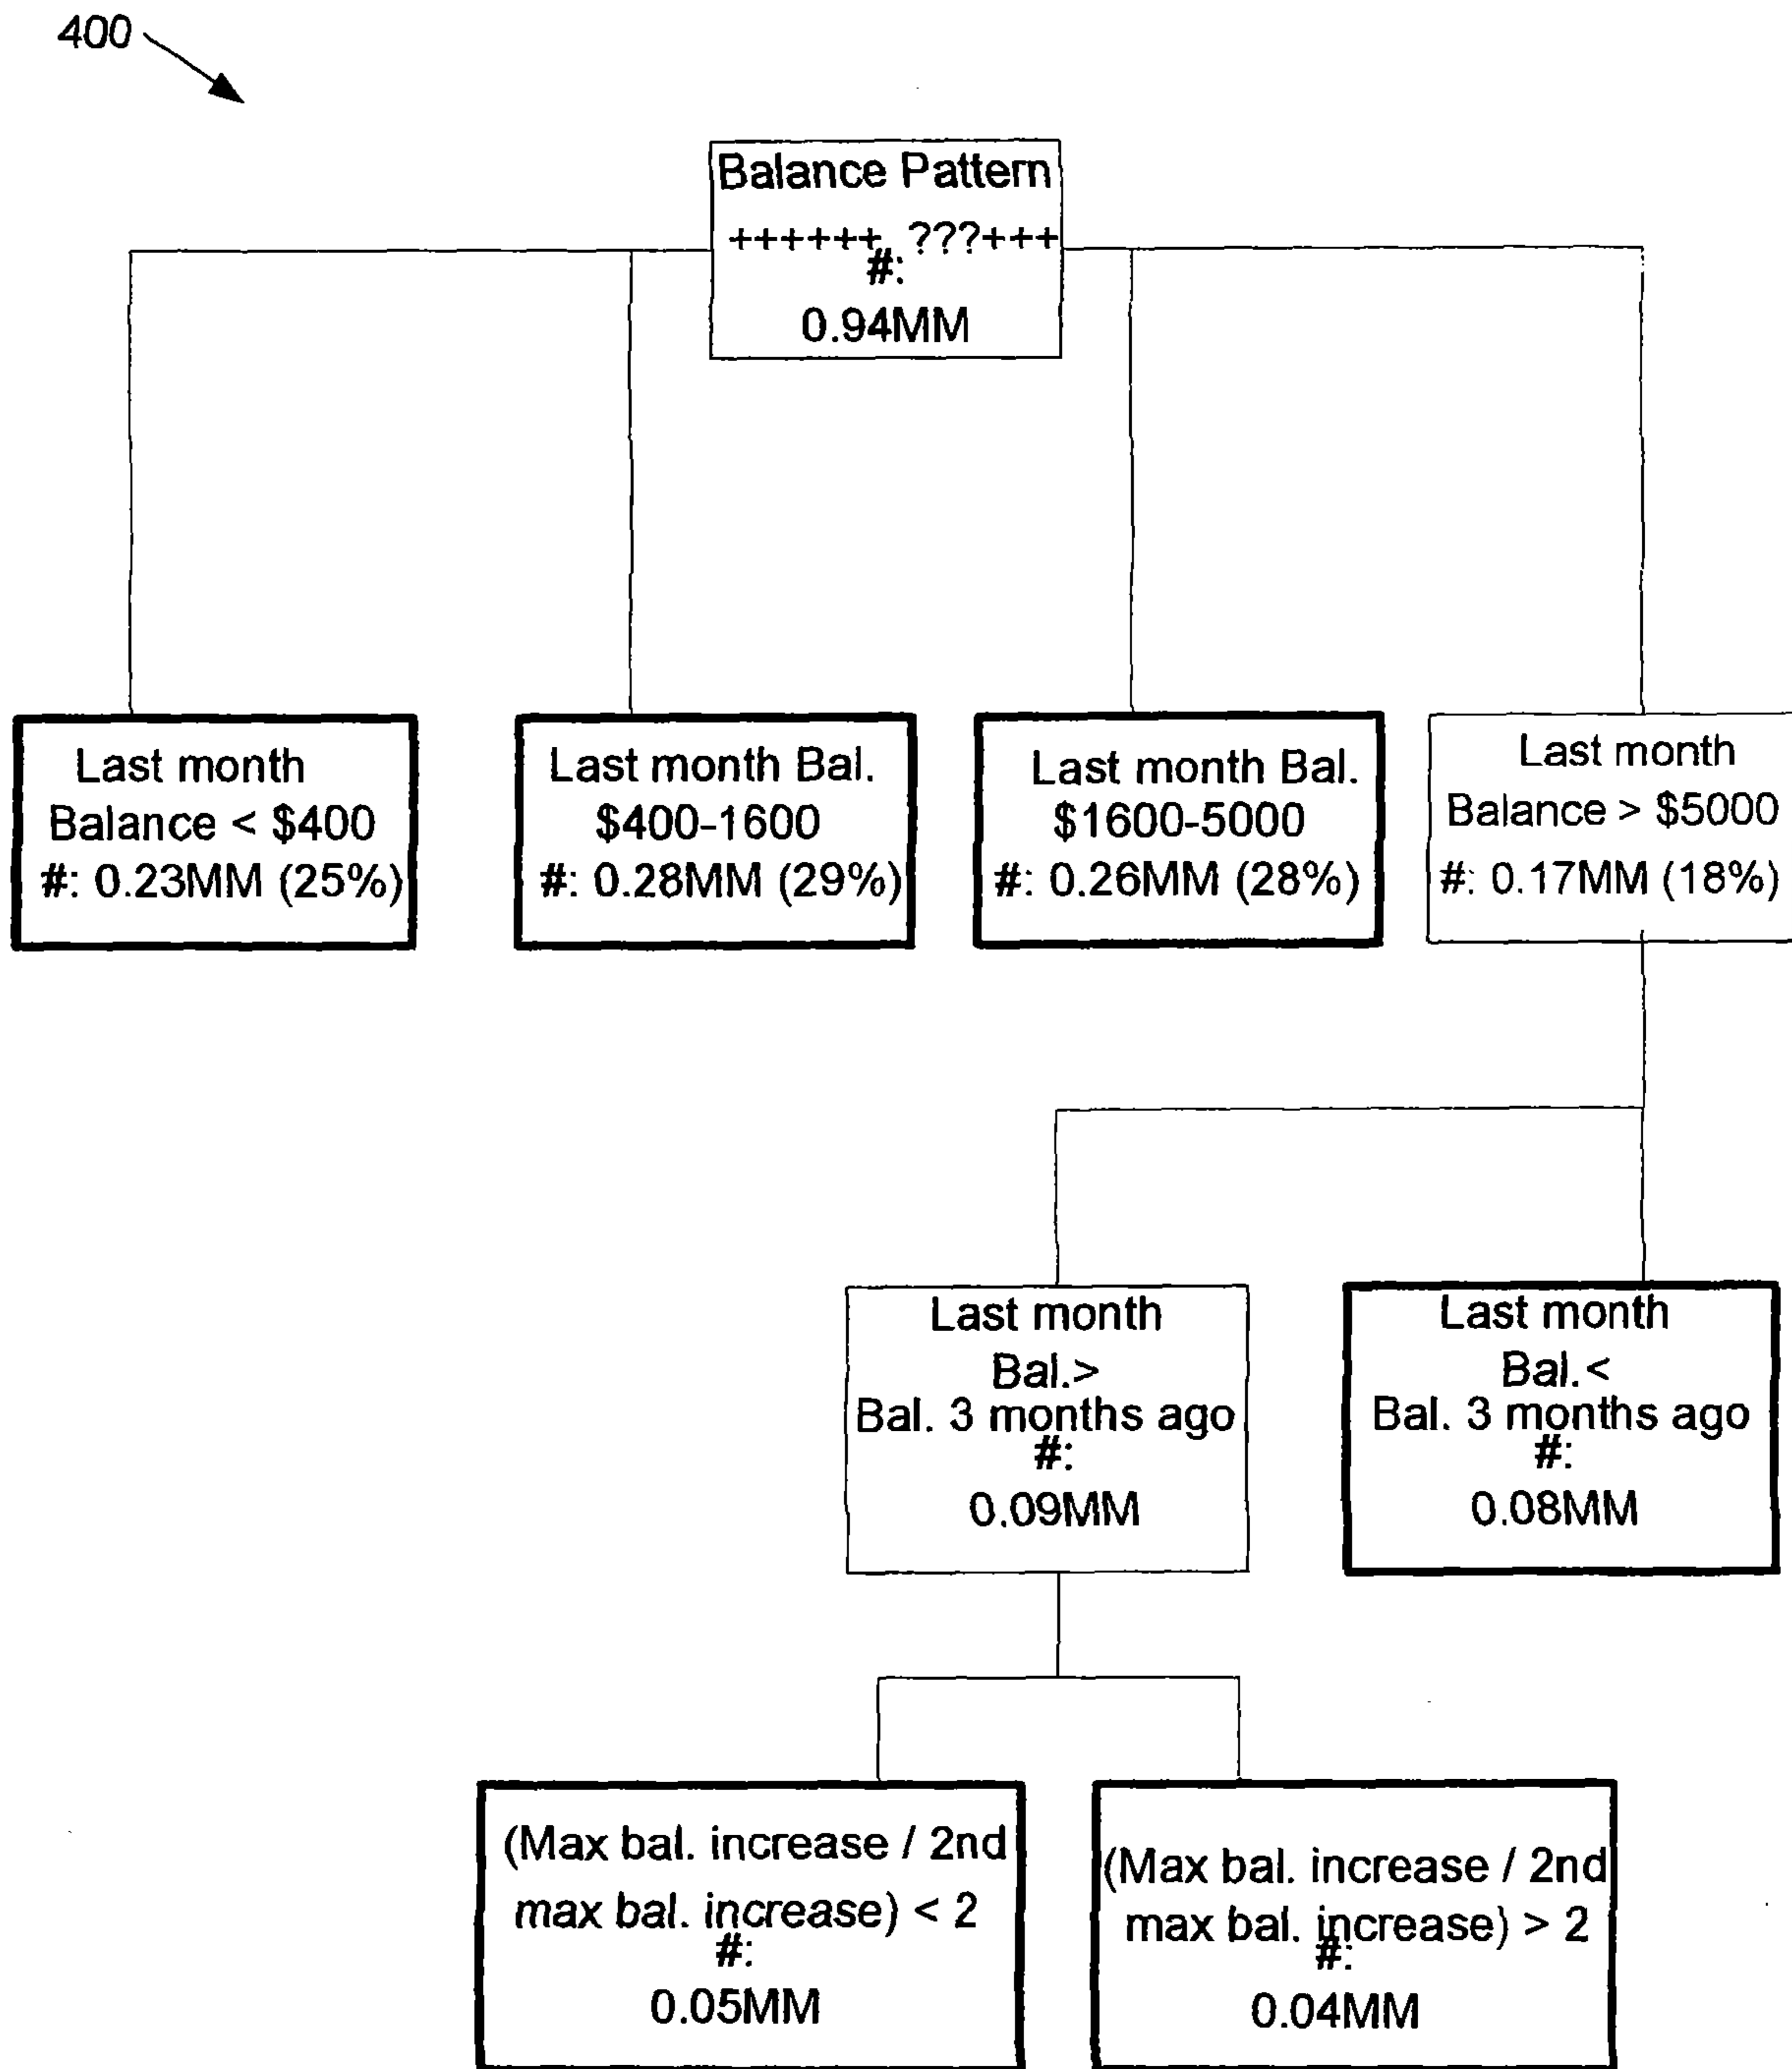 400
Balance Pattern
++++++, ???+++
#:
0.94MM
Last month
Balance < $400
#: 0.23MM (25%)
Last month Bal.
$400-1600
#: 0.28MM (29%)
Last month Bal.
$1600-5000
#: 0.26MM (28%)
Last month
Balance > $5000
#: 0.17MM (18%)
Last month
Bal.>
Bal. 3 months ago
#:
0.09MM
Last month
Bal.<
Bal. 3 months ago
#:
0.08MM
(Max bal. increase / 2nd
max bal. increase) < 2
#:
0.05MM
(Max bal. increase / 2nd
max bal. increase) > 2
#:
0.04MM